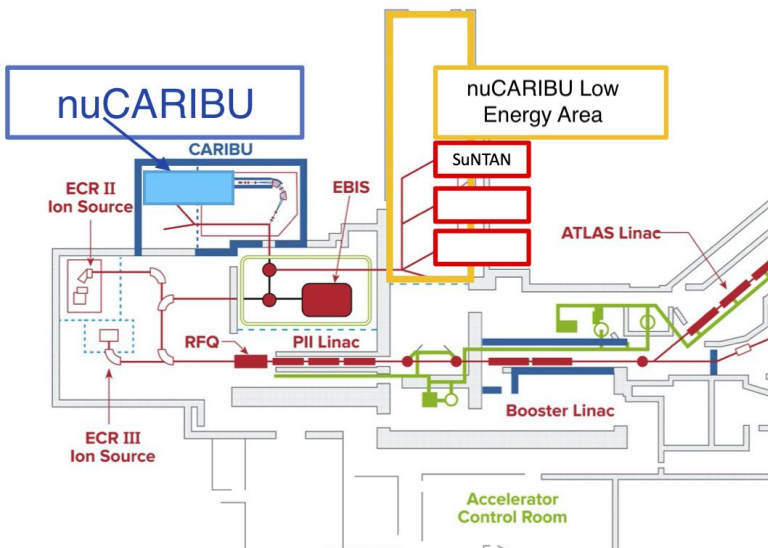 nuCARIBU
nuCARIBU Low
Energy Area
SuNTAN
CARIBU
ECR II
Ion Source
EBIS
ATLAS Linac
RFQ
PII Linac
Booster Linac
ECR III
Ion Source
Accelerator
Control Room